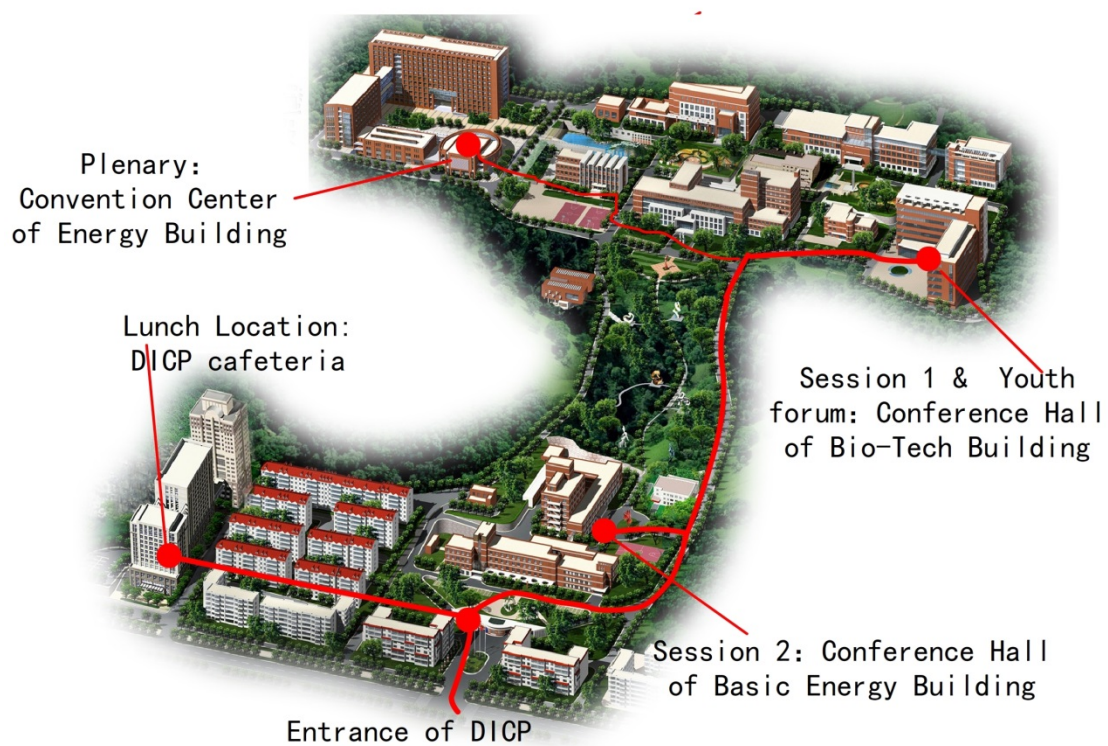 Plenary:
Convention Center
of Energy Building
Lunch Location:
DICP cafeteria
Session 1 & Youth
forum: Conference Hall
of Bio-Tech Building
Session 2: Conference Hall
of Basic Energy Building
Entrance of DICP